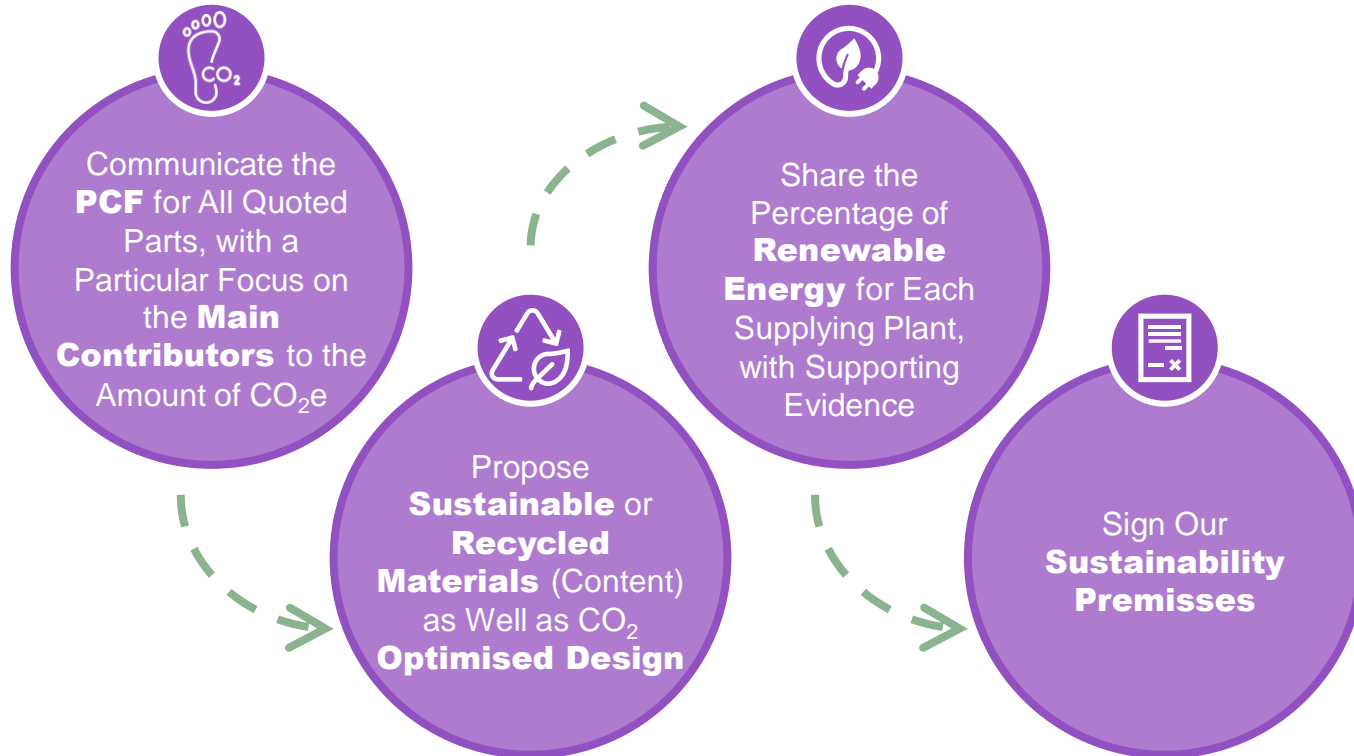 CO₂
Communicate the
PCF for All Quoted
Parts, with a
Particular Focus on
the Main
Contributors to the
Amount of CO₂e
Propose
Sustainable or
Recycled
Materials (Content)
as Well as CO₂
Optimised Design
Share the
Percentage of
Renewable
Energy for Each
Supplying Plant,
with Supporting
Evidence
Sign Our
Sustainability
Premisses